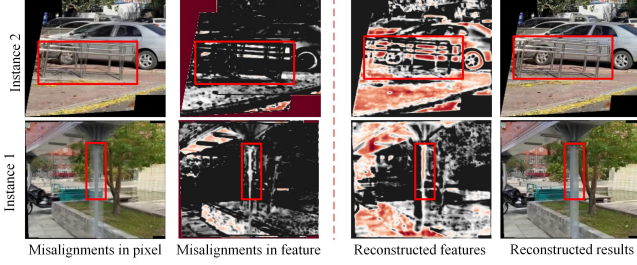 Instance 2
Instance 1
Misalignments in pixel
Misalignments in feature
Reconstructed features
Reconstructed results